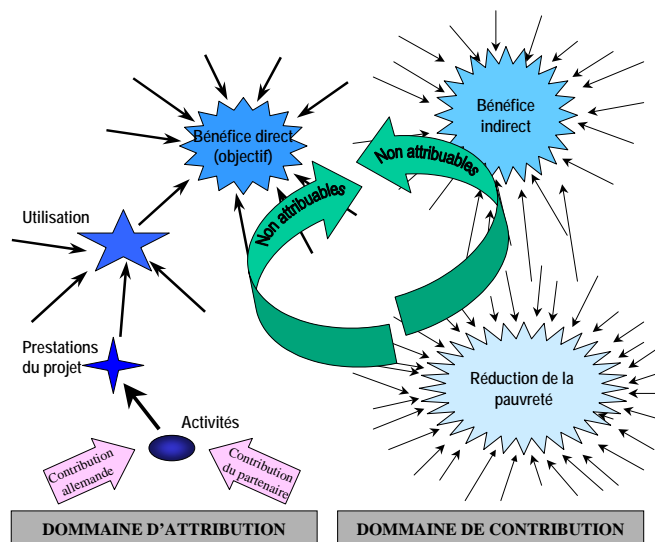 Bénéfice
indirect
Bénéfice direct
(objectif)
Non attribuables
Non attribuables
Utilisation
Prestations
du projet
Réduction de la
pauvreté
Activités
Contribution
allemande
Contribution
du partenaire
DOMMAINE D'ATTRIBUTION
DOMMAINE DE CONTRIBUTION